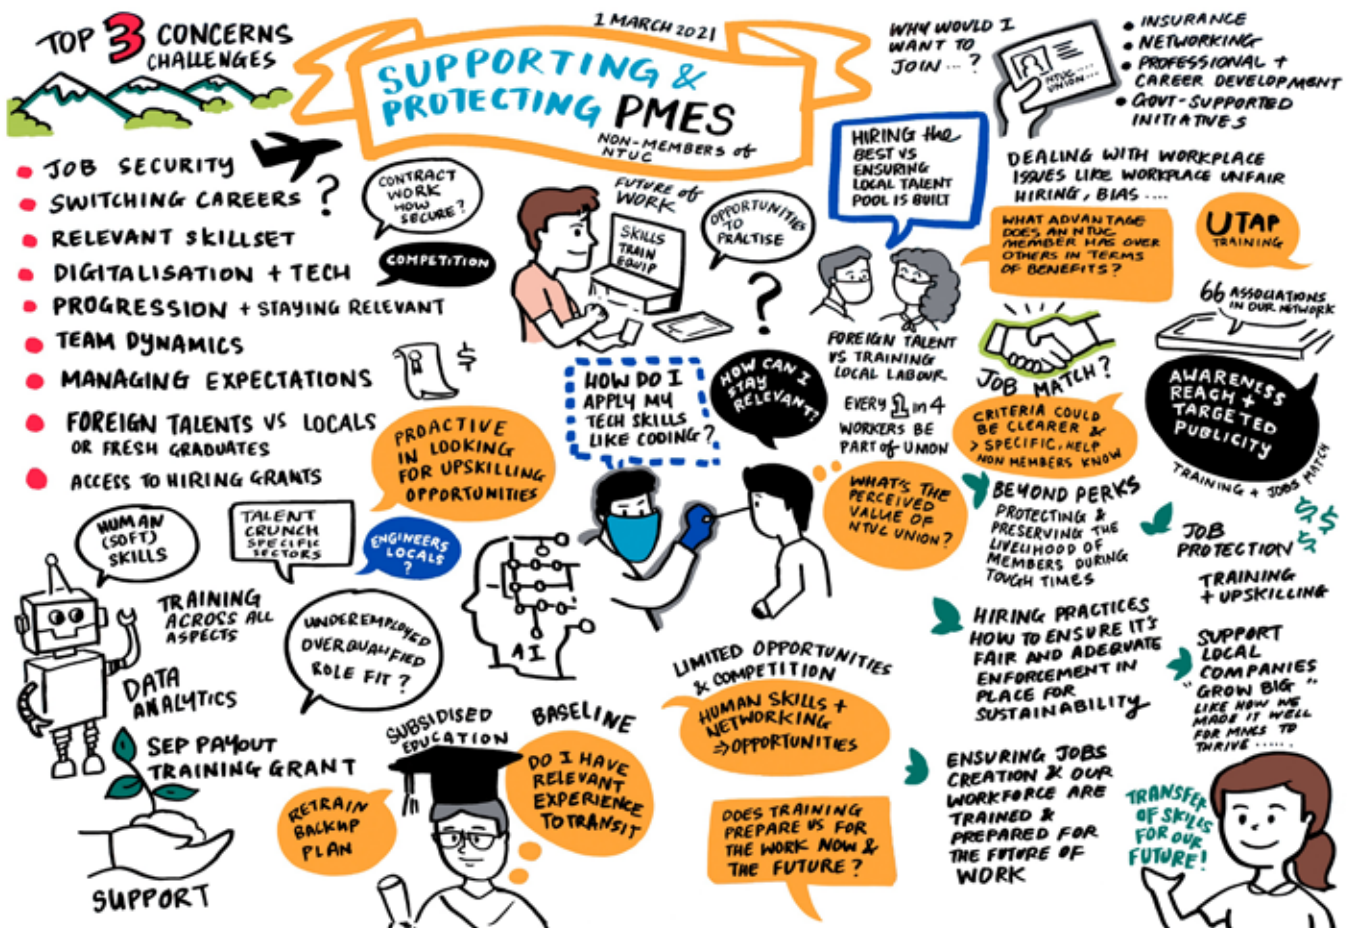 TOP 3 CONCERNS
CHALLENGES
JOB SECURITY
SWITCHING CAREERS ?
RELEVANT SKILLSET
DIGITALISATION + TECH
PROGRESSION + STAYING RELEVANT
TEAM DYNAMICS
MANAGING EXPECTATIONS
FOREIGN TALENTS VS LOCALS
OR FRESH GRADUATES
ACCESS TO HIRING GRANTS
1 MARCH 2021
SUPPORTING &
PROTECTING PMES
NON-MEMBERS of
NTUC
CONTRACT
WORK
HOW
SECURE?
COMPETITION
$
FUTURE of
WORK
SKILLS
TRAIN
EQUIP
OPPORTUNITIES
TO
PRACTISE
?
HOW DO I
APPLY MY
TECH SKILLS
LIKE CODING?
HOW CAN I
STAY
RELEVANT?
PROACTIVE
IN LOOKING
FOR UPSKILLING
OPPORTUNITIES
ENGINEERS
LOCALS
?
HUMAN
(SOFT)
SKILLS
TALENT
CRUNCH
SPECIFIC
SECTORS
TRAINING
ACROSS ALL
ASPECTS
UNDEREMPLOYED
OVERQUALIFIED
ROLE FIT?
AI
DATA
ANALYTICS
SEP PAYOUT
TRAINING GRANT
SUPPORT
RETRAIN
BACKUP
PLAN
SUBSIDISED
EDUCATION
BASELINE
DO I HAVE
RELEVANT
EXPERIENCE
TO TRANSIT
LIMITED OPPORTUNITIES
& COMPETITION
HUMAN SKILLS +
NETWORKING
⇒ OPPORTUNITIES
DOES TRAINING
PREPARE US FOR
THE WORK NOW &
THE FUTURE?
WHY WOULD I
WANT TO
JOIN ... ?
NTUC ....
UNION...
INSURANCE
NETWORKING
PROFESSIONAL +
CAREER DEVELOPMENT
GOVT-SUPPORTED
INITIATIVES
HIRING the
BEST VS
ENSURING
LOCAL TALENT
POOL IS BUILT
DEALING WITH WORKPLACE
ISSUES LIKE WORKPLACE UNFAIR
HIRING, BIAS ....
WHAT ADVANTAGE
DOES AN NTUC
MEMBER HAS OVER
OTHERS IN TERMS
OF BENEFITS?
UTAP
TRAINING
66 ASSOCIATIONS
IN OUR NETWORK
FOREIGN TALENT
VS TRAINING
LOCAL LABOUR
EVERY 1 in 4
WORKERS BE
PART of UNION
JOB MATCH?
CRITERIA COULD
BE CLEARER &
> SPECIFIC, HELP
NON MEMBERS KNOW
AWARENESS
REACH +
TARGETED
PUBLICITY
TRAINING + JOBS MATCH
WHAT'S THE
PERCEIVED
VALUE OF
NTUC UNION?
BEYOND PERKS
PROTECTING &
PRESERVING THE
LIVELIHOOD OF
MEMBERS DURING
TOUGH TIMES
$ $
$
JOB
PROTECTION
TRAINING
+ UPSKILLING
HIRING PRACTICES
HOW TO ENSURE IT'S
FAIR AND ADEQUATE
ENFORCEMENT IN
PLACE FOR
SUSTAINABILITY
SUPPORT
LOCAL
COMPANIES
"GROW BIG"
LIKE HOW WE
MADE IT WELL
FOR MNCS TO
THRIVE .....
ENSURING JOBS
CREATION & OUR
WORKFORCE ARE
TRAINED &
PREPARED FOR
THE FUTURE OF
WORK
TRANSFER
OF SKILLS
FOR OUR
FUTURE!